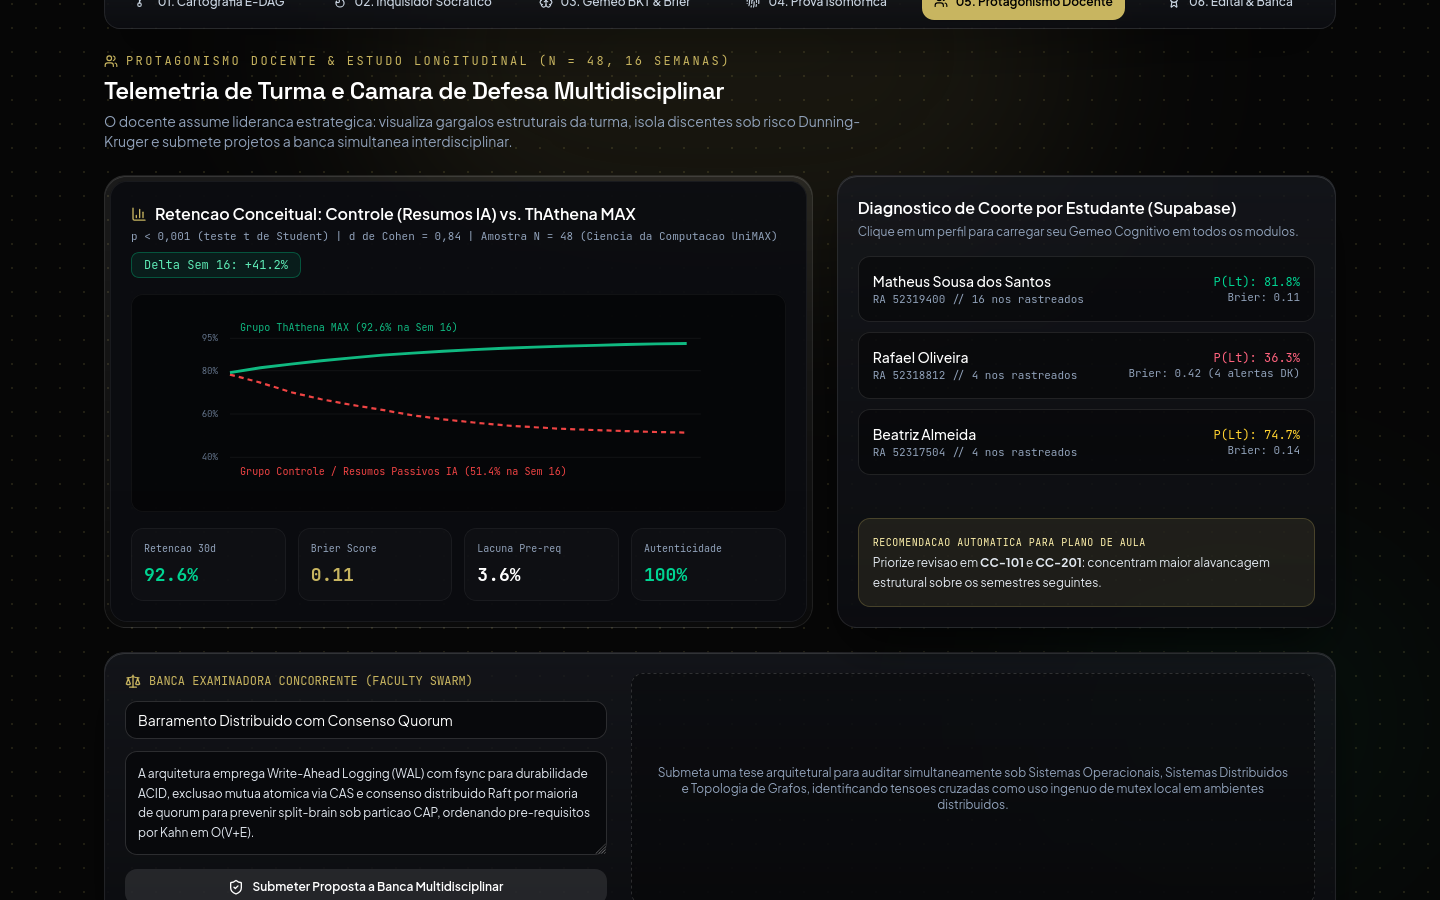 01. Cartografia E-DAG
02. Inquisidor Socratico
03. Gemeo BKT & Brier
04. Prova Isomorfica
05. Protagonismo Docente
06. Edital & Banca
PROTAGONISMO DOCENTE & ESTUDO LONGITUDINAL (N = 48, 16 SEMANAS)
Telemetria de Turma e Camara de Defesa Multidisciplinar
O docente assume lideranca estrategica: visualiza gargalos estruturais da turma, isola discentes sob risco Dunning-
Kruger e submete projetos a banca simultanea interdisciplinar.
Retencao Conceitual: Controle (Resumos IA) vs. ThAthena MAX
p < 0,001 (teste t de Student) | d de Cohen = 0,84 | Amostra N = 48 (Ciencia da Computacao UniMAX)
Delta Sem 16: +41.2%
Grupo ThAthena MAX (92.6% na Sem 16)
95%
80%
60%
40%
Grupo Controle / Resumos Passivos IA (51.4% na Sem 16)
Retencao 30d
92.6%
Brier Score
0.11
Lacuna Pre-req
3.6%
Autenticidade
100%
Diagnostico de Coorte por Estudante (Supabase)
Clique em um perfil para carregar seu Gemeo Cognitivo em todos os modulos.
Matheus Sousa dos Santos
RA 52319400 // 16 nos rastreados
P(Lt): 81.8%
Brier: 0.11
Rafael Oliveira
RA 52318812 // 4 nos rastreados
P(Lt): 36.3%
Brier: 0.42 (4 alertas DK)
Beatriz Almeida
RA 52317504 // 4 nos rastreados
P(Lt): 74.7%
Brier: 0.14
RECOMENDACAO AUTOMATICA PARA PLANO DE AULA
Priorize revisao em CC-101 e CC-201: concentram maior alavancagem
estrutural sobre os semestres seguintes.
BANCA EXAMINADORA CONCORRENTE (FACULTY SWARM)
Barramento Distribuido com Consenso Quorum
A arquitetura emprega Write-Ahead Logging (WAL) com fsync para durabilidade
ACID, exclusao mutua atomica via CAS e consenso distribuido Raft por maioria
de quorum para prevenir split-brain sob particao CAP, ordenando pre-requisitos
por Kahn em O(V+E).
Submeter Proposta a Banca Multidisciplinar
Submeta uma tese arquitetural para auditar simultaneamente sob Sistemas Operacionais, Sistemas Distribuidos
e Topologia de Grafos, identificando tensoes cruzadas como uso ingenuo de mutex local em ambientes
distribuidos.